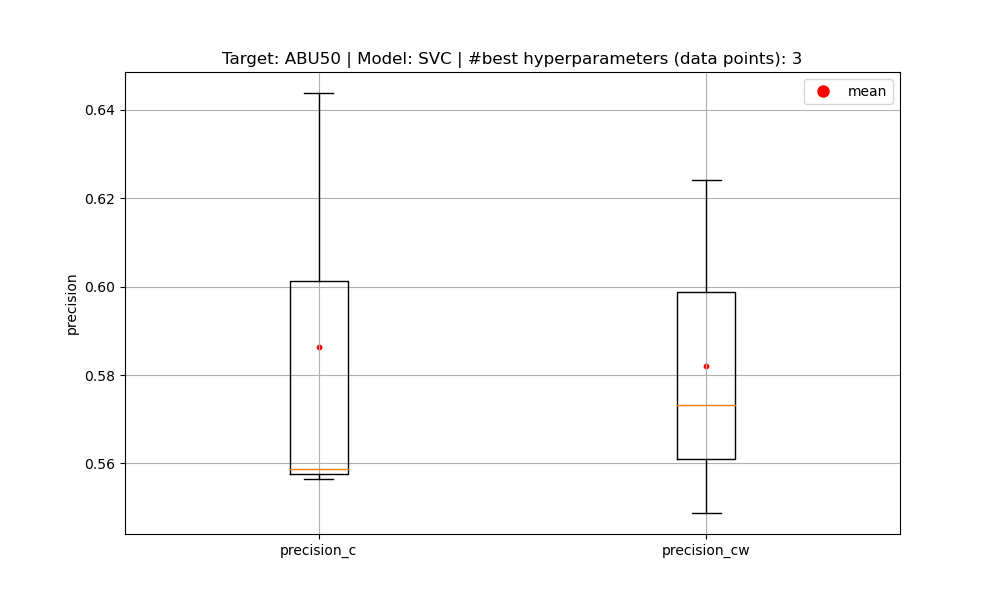 Target: ABU50 | Model: SVC | #best hyperparameters (data points): 3
mean
0.64
0.62
0.60
0.58
0.56
precision
precision_c
precision_cw